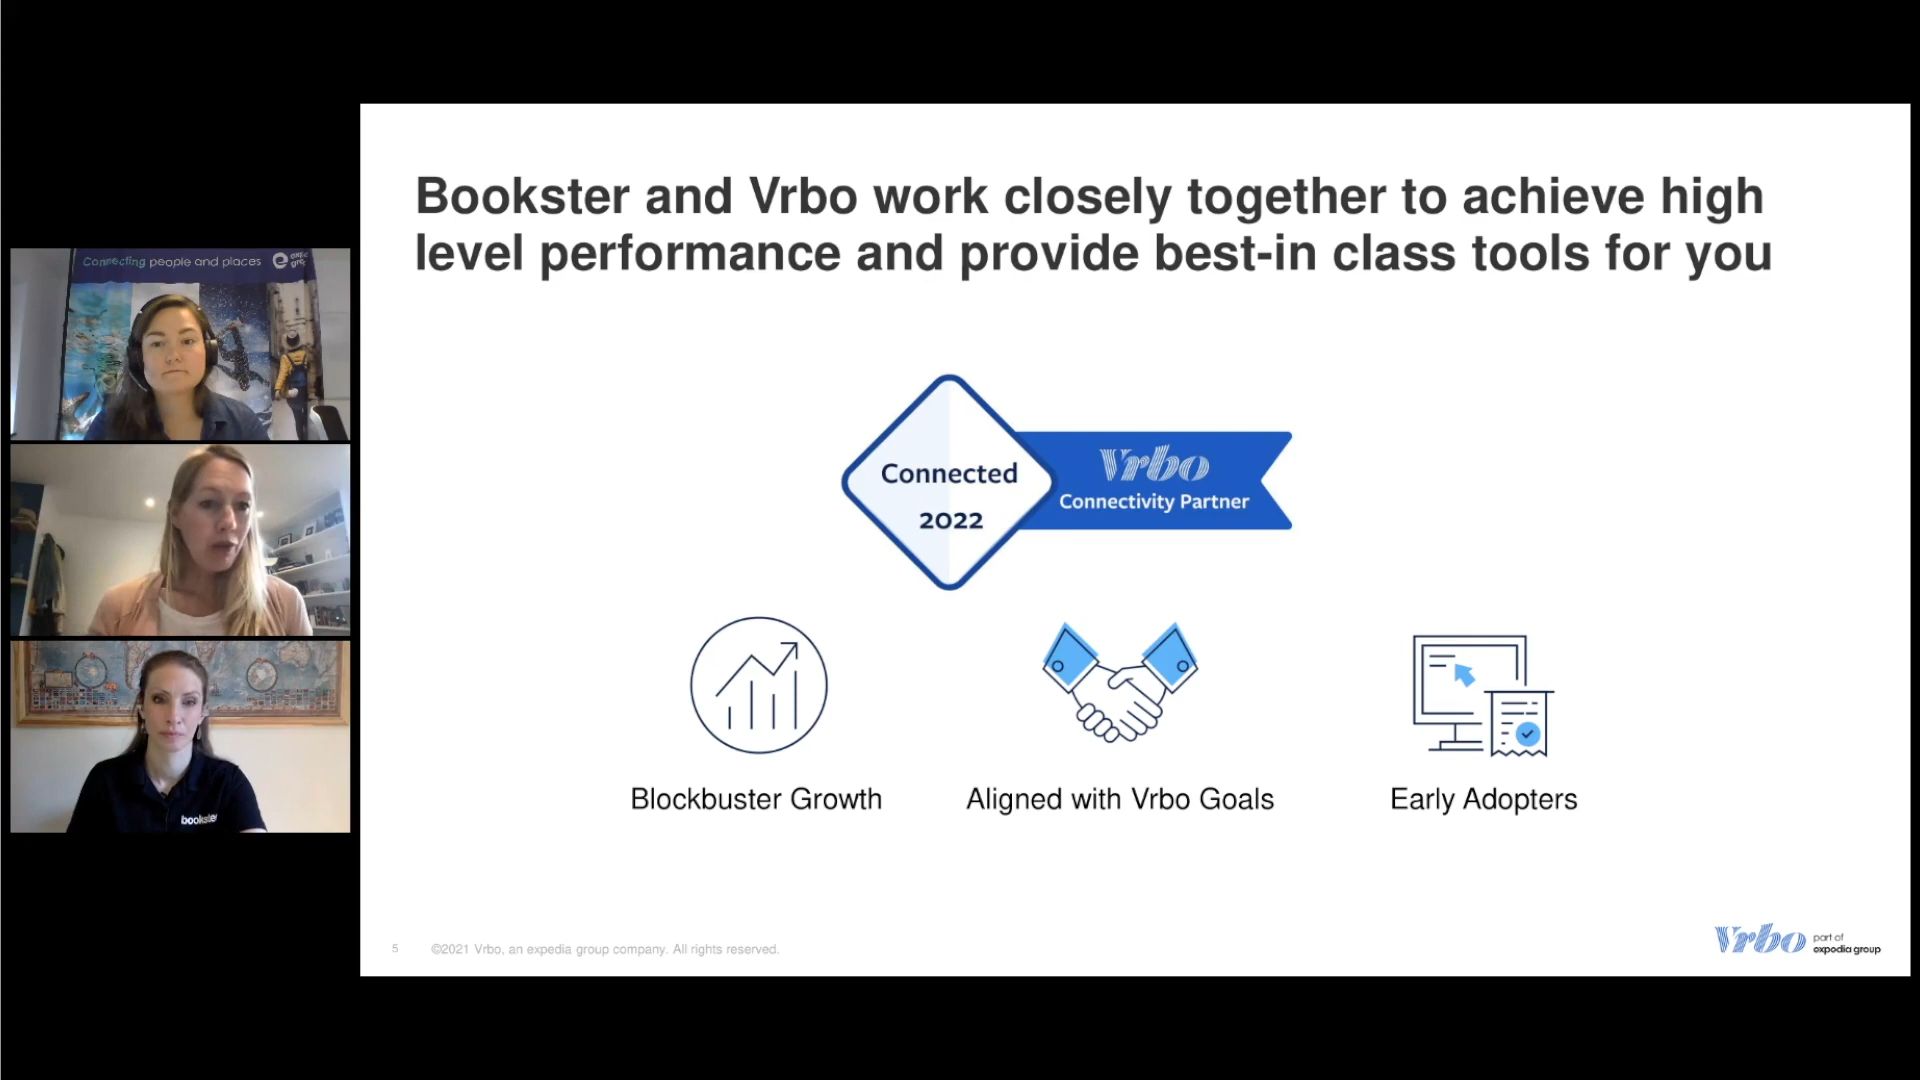 Connecting people and places
Bookster and Vrbo work closely together to achieve high
level performance and provide best-in class tools for you
Connected
2022
Vrbo
Connectivity Partner
Blockbuster Growth
Aligned with Vrbo Goals
Early Adopters
bookster
5
©2021 Vrbo, an expedia group company. All rights reserved.
Vrbo
part of
expedia group